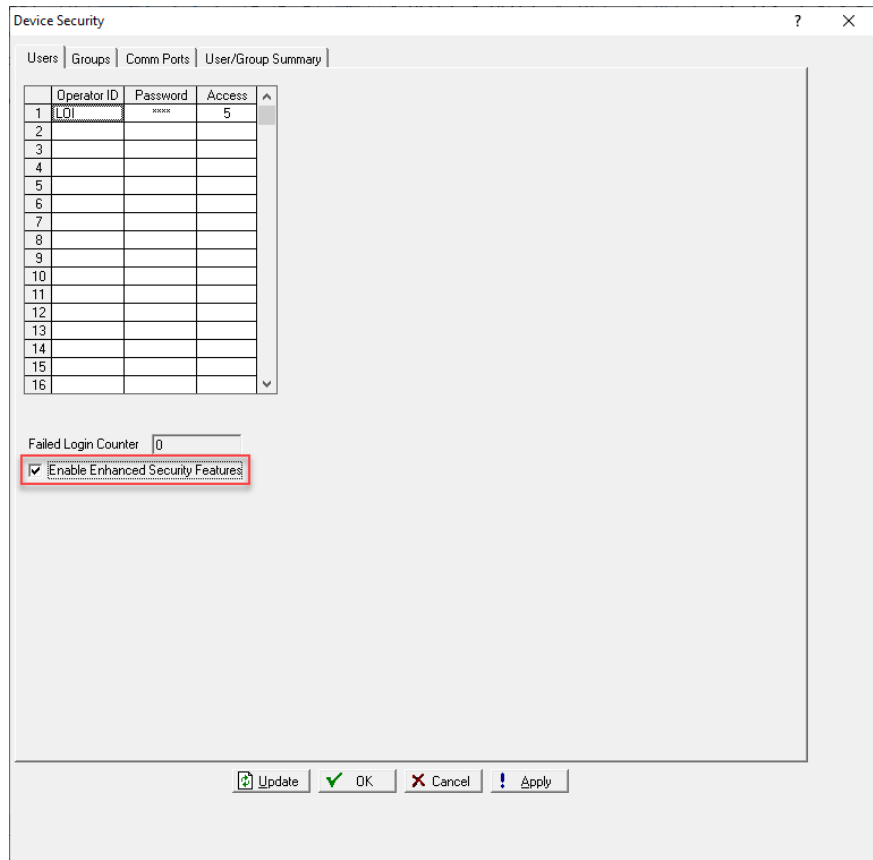 Device Security ?
Users Groups Comm Ports User/Group Summary
Operator ID Password Access
1 LOI **** 5
2
3
4
5
6
7
8
9
10
11
12
13
14
15
16
Failed Login Counter 0
Enable Enhanced Security Features
Update OK Cancel ! Apply